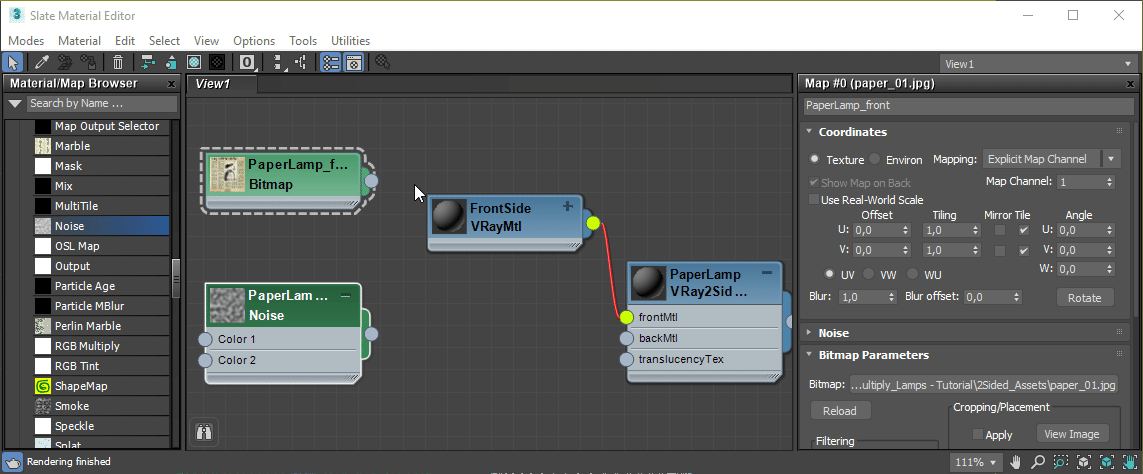 Slate Material Editor
Modes Material Edit Select View Options Tools Utilities
0
View1
Material/Map Browser x
Search by Name ...
Map Output Selector
Marble
Mask
Mix
MultiTile
Noise
OSL Map
Output
Particle Age
Particle MBlur
Perlin Marble
RGB Multiply
RGB Tint
ShapeMap
Smoke
Speckle
Splat
View1
PaperLamp_f...
Bitmap
FrontSide
VRayMtl
PaperLam ...
Noise
Color 1
Color 2
PaperLamp
VRay2Sid ...
frontMtl
backMtl
translucencyTex
Map #0 (paper_01.jpg) x
PaperLamp_front
Coordinates
Texture Environ Mapping: Explicit Map Channel
Show Map on Back Map Channel: 1
Use Real-World Scale
Offset Tiling Mirror Tile Angle
U: 0,0 1,0 U: 0,0
V: 0,0 1,0 V: 0,0
W: 0,0
UV VW WU
Blur: 1,0 Blur offset: 0,0 Rotate
Noise
Bitmap Parameters
Bitmap: ...ultiply_Lamps - Tutorial\2Sided_Assets\paper_01.jpg
Reload Cropping/Placement
Apply View Image
Filtering
Rendering finished
111%